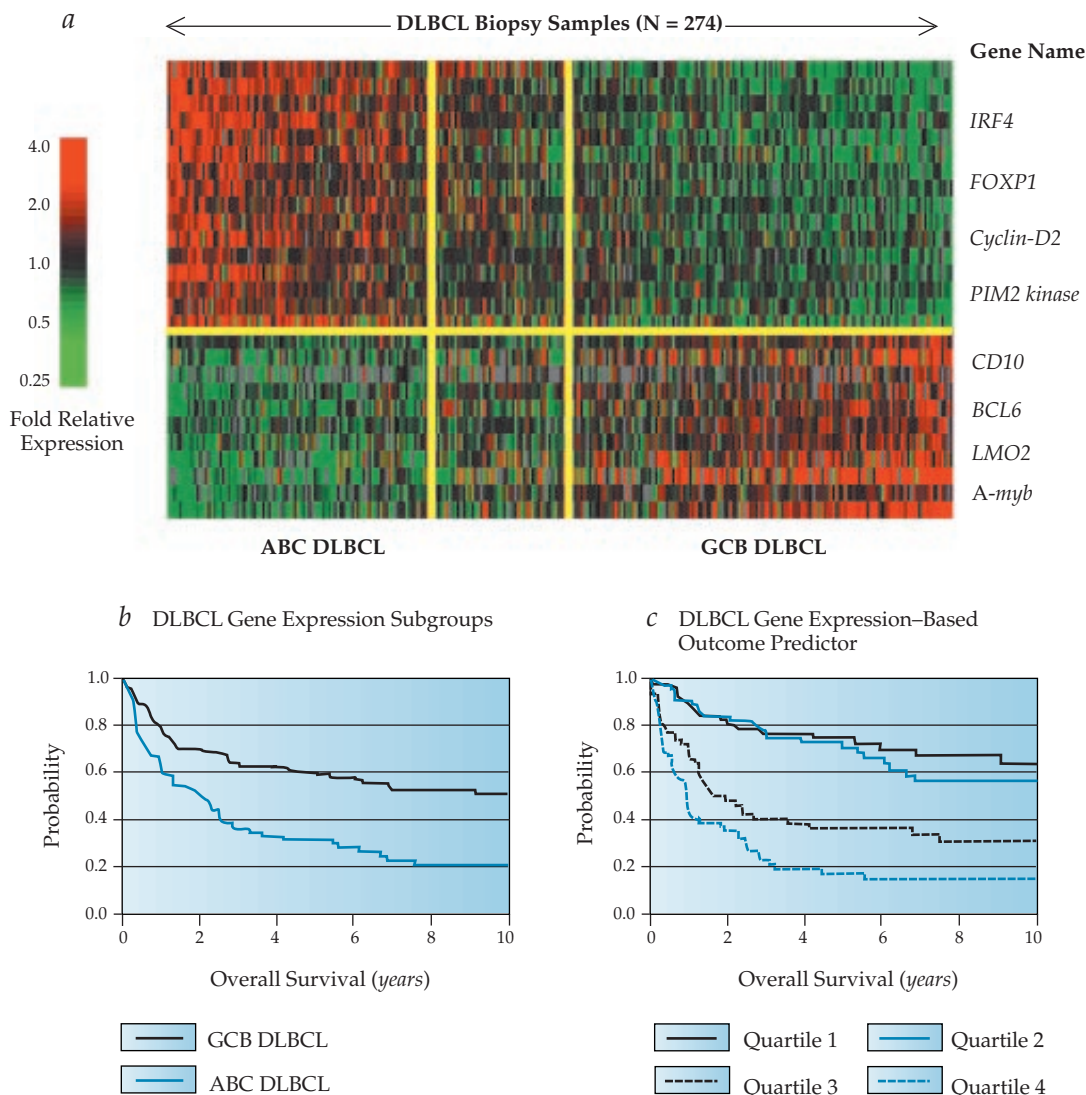 a
DLBCL Biopsy Samples (N = 274)
Gene Name
4.0
2.0
1.0
0.5
0.25
Fold Relative
Expression
IRF4
FOXP1
Cyclin-D2
PIM2 kinase
CD10
BCL6
LMO2
A-myb
ABC DLBCL
GCB DLBCL
b DLBCL Gene Expression Subgroups
1.0
0.8
0.6
0.4
0.2
0.0
Probability
0 2 4 6 8 10
Overall Survival (years)
GCB DLBCL
ABC DLBCL
c DLBCL Gene Expression–Based
Outcome Predictor
1.0
0.8
0.6
0.4
0.2
0.0
Probability
0 2 4 6 8 10
Overall Survival (years)
Quartile 1 Quartile 2
Quartile 3 Quartile 4